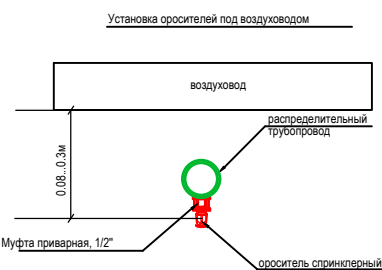 Установка оросителей под воздуховодом
воздуховод
распределительный
трубопровод
0.08...0.3м
Муфта приварная, 1/2"
ороситель спринклерный